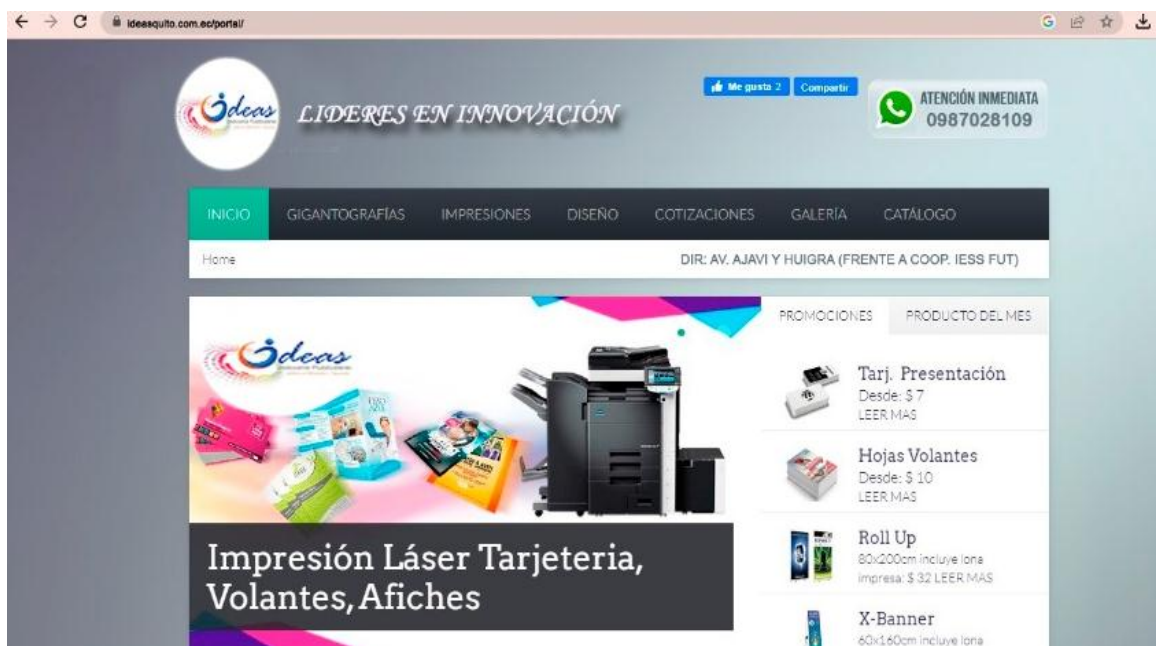 ideasquito.com.ec/portal/
ideas
LIDERES EN INNOVACIÓN
Me gusta 2 Compartir
ATENCIÓN INMEDIATA
0987028109
INICIO GIGANTOGRAFÍAS IMPRESIONES DISEÑO COTIZACIONES GALERÍA CATÁLOGO
Home
DIR: AV. AJAVI Y HUIGRA (FRENTE A COOP. IESS FUT)
ideas
Impresión Láser Tarjeteria,
Volantes, Afiches
PROMOCIONES PRODUCTO DEL MES
Tarj. Presentación
Desde: $ 7
LEER MAS
Hojas Volantes
Desde: $ 10
LEER MAS
Roll Up
80x200cm incluye lona
impresa: $ 32 LEER MAS
X-Banner
60x160cm incluye lona